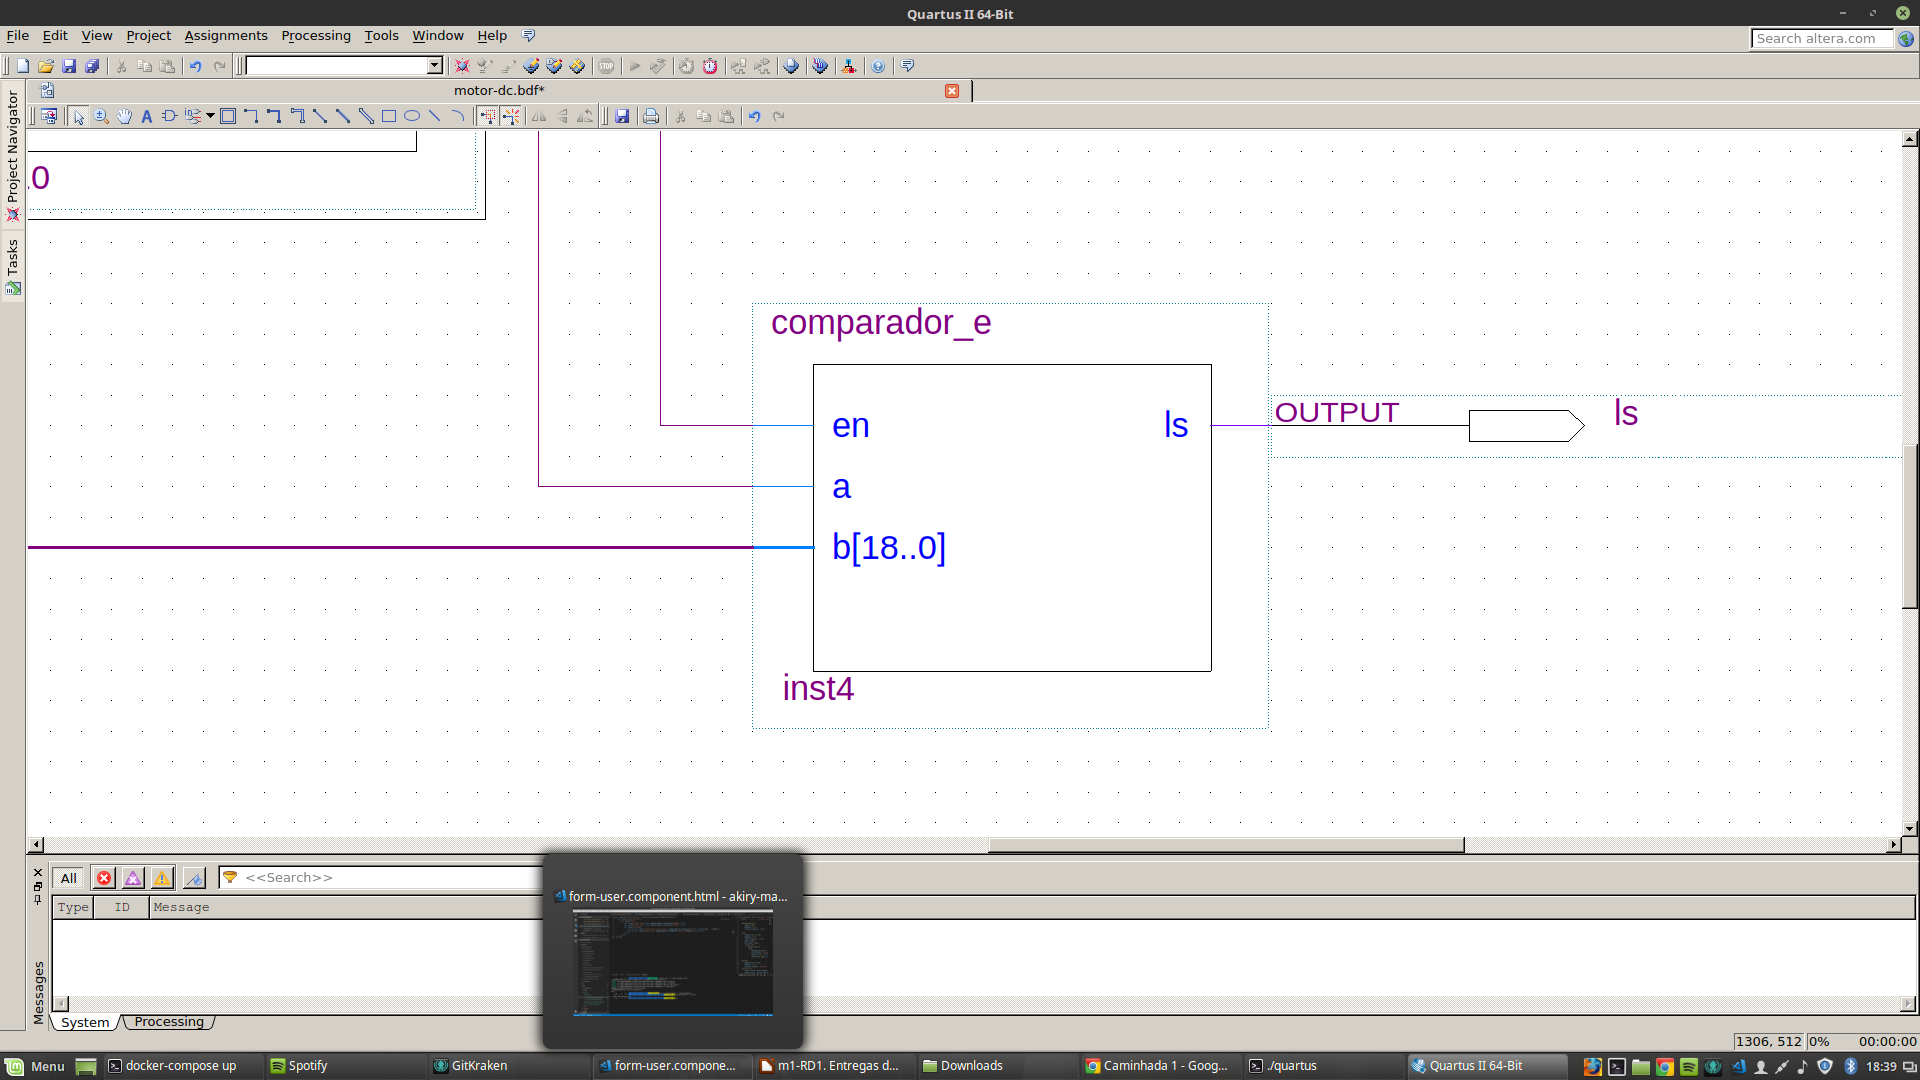 Quartus II 64-Bit
File Edit View Project Assignments Processing Tools Window Help
Search altera.com
motor-dc.bdf*
Project Navigator
Tasks
.0
comparador_e
en
ls
a
b[18..0]
inst4
OUTPUT
ls
All
<<Search>>
Type ID Message
Messages
System Processing
form-user.component.html - akiry-ma...
1306, 512 0% 00:00:00
Menu
docker-compose up
Spotify
GitKraken
form-user.compone...
m1-RD1. Entregas d...
Downloads
Caminhada 1 - Goog...
./quartus
Quartus II 64-Bit
18:39